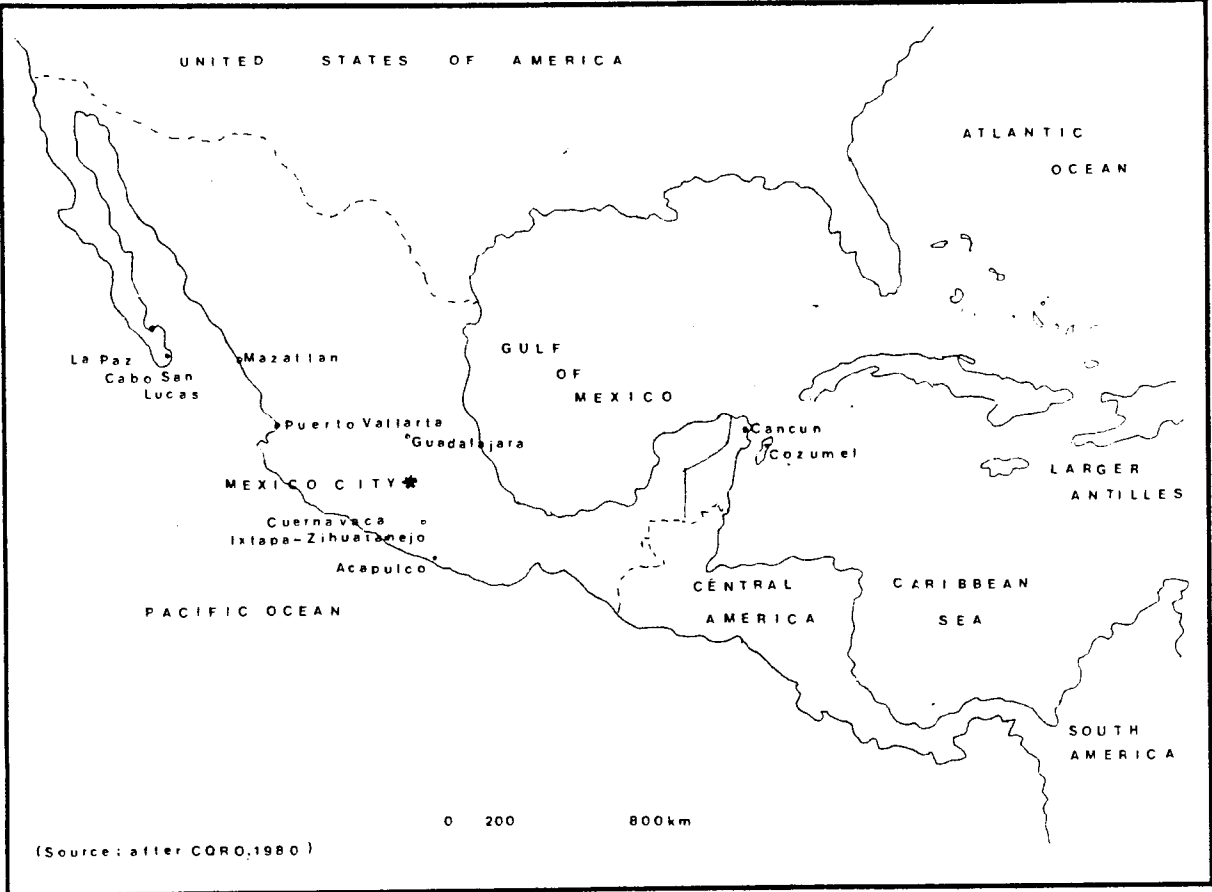 UNITED STATES OF AMERICA
ATLANTIC
OCEAN
GULF
OF
MEXICO
La Paz
Cabo San
Lucas
Mazatlan
Puerto Vallarta
Guadalajara
Cancun
Cozumel
MEXICO CITY
LARGER
ANTILLES
Cuernavaca
Ixtapa-Zihuatanejo
Acapulco
CENTRAL
AMERICA
CARIBBEAN
SEA
PACIFIC OCEAN
SOUTH
AMERICA
0 200 800km
(Source: after CQRO, 1980)